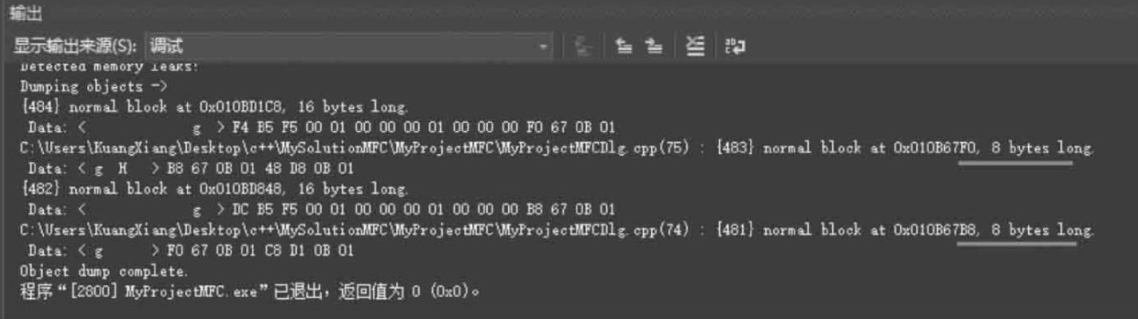 输出
显示输出来源(S): 调试
Detected memory leaks!
Dumping objects ->
{484} normal block at 0x010BD1C8, 16 bytes long.
Data: < g > F4 B5 F5 00 01 00 00 00 01 00 00 00 F0 67 0B 01
C:\Users\KuangXiang\Desktop\c++\MySolutionMFC\MyProjectMFC\MyProjectMFCDlg.cpp(75) : {483} normal block at 0x010B67F0, 8 bytes long.
Data: < g H > B8 67 0B 01 48 D8 0B 01
{482} normal block at 0x010BD848, 16 bytes long.
Data: < g > DC B5 F5 00 01 00 00 00 01 00 00 00 B8 67 0B 01
C:\Users\KuangXiang\Desktop\c++\MySolutionMFC\MyProjectMFC\MyProjectMFCDlg.cpp(74) : {481} normal block at 0x010B67B8, 8 bytes long.
Data: < g > F0 67 0B 01 C8 D1 0B 01
Object dump complete.
程序“[2800] MyProjectMFC.exe”已退出，返回值为 0 (0x0)。